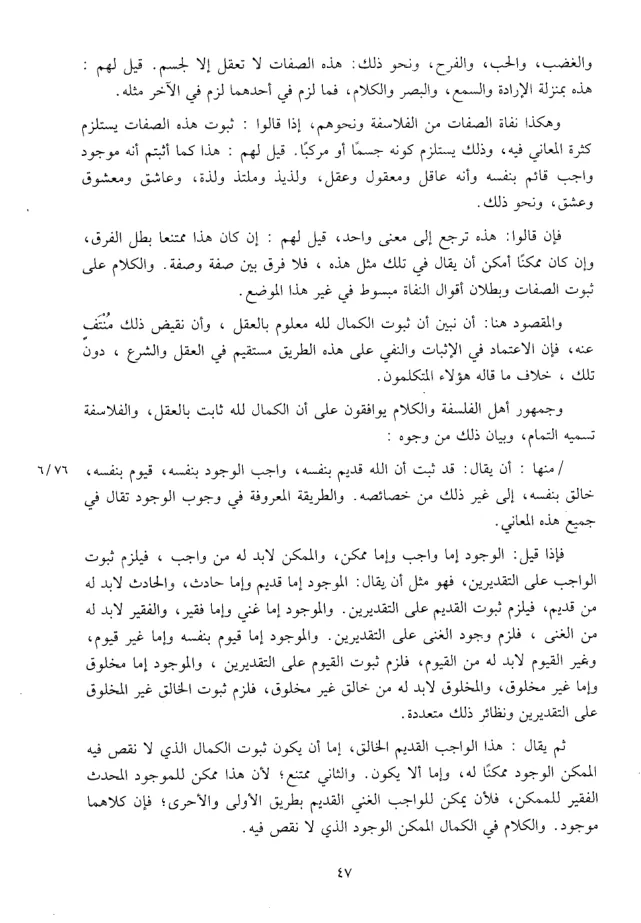 والغضب، والحب، والفرح، ونحو ذلك: هذه الصفات لا تعقل إلا لجسم. قيل لهم :
هذه بمنزلة الإرادة والسمع، والبصر والكلام، فما لزم في أحدهما لزم في الآخر مثله.
وهكذا نفاة الصفات من الفلاسفة ونحوهم، إذا قالوا : ثبوت هذه الصفات يستلزم
كثرة المعاني فيه، وذلك يستلزم كونه جسمًا أو مركبًا. قيل لهم : هذا كما أثبتم أنه موجود
واجب قائم بنفسه وأنه عاقل ومعقول وعقل، ولذيذ وملتذ ولذة، وعاشق ومعشوق
وعشق، ونحو ذلك.
فإن قالوا: هذه ترجع إلى معنى واحد، قيل لهم : إن كان هذا ممتنعا بطل الفرق،
وإن كان ممكنًا أمكن أن يقال في تلك مثل هذه ، فلا فرق بين صفة وصفة. والكلام على
ثبوت الصفات وبطلان أقوال النفاة مبسوط في غير هذا الموضع.
والمقصود هنا: أن نبين أن ثبوت الكمال لله معلوم بالعقل ، وأن نقيض ذلك مُنْتَفٍ
عنه، فإن الاعتماد في الإثبات والنفي على هذه الطريق مستقيم في العقل والشرع ، دون
تلك ، خلاف ما قاله هؤلاء المتكلمون.
وجمهور أهل الفلسفة والكلام يوافقون على أن الكمال لله ثابت بالعقل، والفلاسفة
تسميه التمام، وبيان ذلك من وجوه :
/ منها : أن يقال: قد ثبت أن الله قديم بنفسه، واجب الوجود بنفسه، قيوم بنفسه، ٦/٧٦
خالق بنفسه، إلى غير ذلك من خصائصه. والطريقة المعروفة في وجوب الوجود تقال في
جميع هذه المعاني.
فإذا قيل: الوجود إما واجب وإما ممكن، والممكن لابد له من واجب ، فيلزم ثبوت
الواجب على التقديرين، فهو مثل أن يقال: الموجود إما قديم وإما حادث، والحادث لابد له
من قديم، فيلزم ثبوت القديم على التقديرين. والموجود إما غني وإما فقير، والفقير لابد له
من الغنى ، فلزم وجود الغنى على التقديرين. والموجود إما قيوم بنفسه وإما غير قيوم،
وغير القيوم لابد له من القيوم، فلزم ثبوت القيوم على التقديرين ، والموجود إما مخلوق
وإما غير مخلوق، والمخلوق لابد له من خالق غير مخلوق، فلزم ثبوت الخالق غير المخلوق
على التقديرين ونظائر ذلك متعددة.
ثم يقال : هذا الواجب القديم الخالق، إما أن يكون ثبوت الكمال الذي لا نقص فيه
الممكن الوجود ممكنًا له، وإما ألا يكون. والثاني ممتنع؛ لأن هذا ممكن للموجود المحدث
الفقير للممكن، فلأن يمكن للواجب الغني القديم بطريق الأولى والأحرى؛ فإن كلاهما
موجود. والكلام في الكمال الممكن الوجود الذي لا نقص فيه.
٤٧